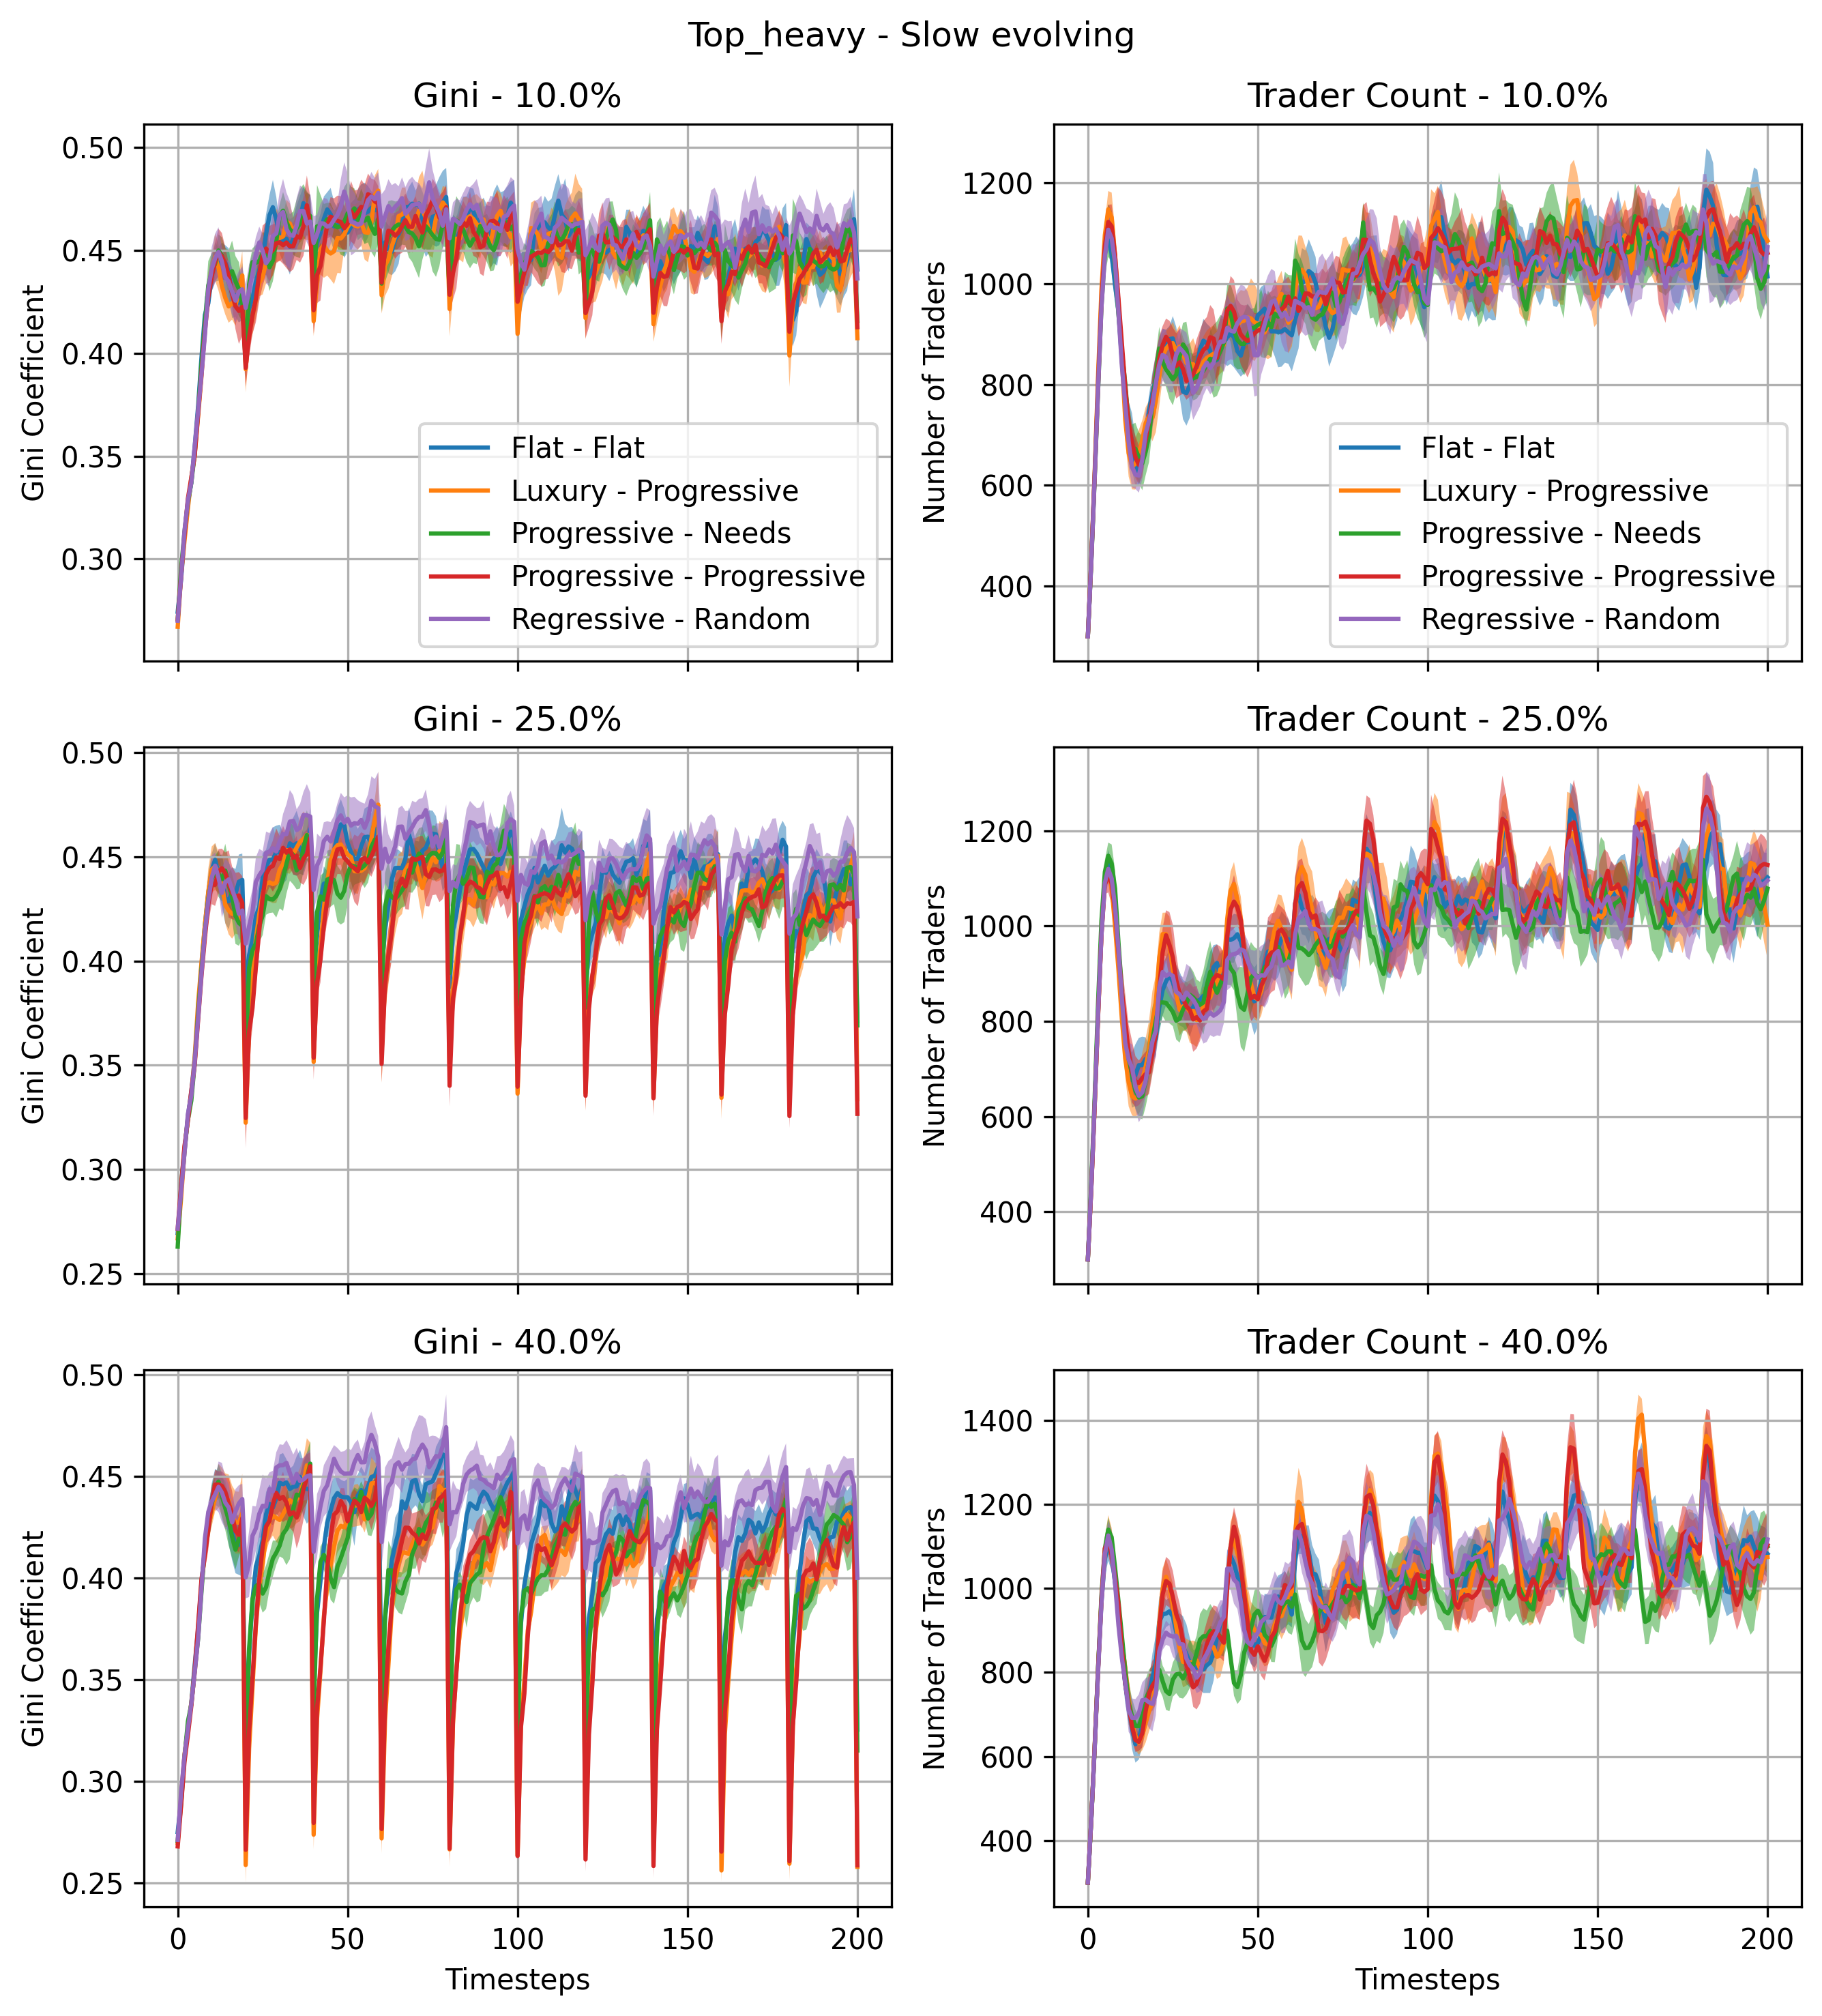 Top_heavy - Slow evolving
Gini - 10.0%
Gini Coefficient
0.50
0.45
0.40
0.35
0.30
Flat - Flat
Luxury - Progressive
Progressive - Needs
Progressive - Progressive
Regressive - Random
Trader Count - 10.0%
Number of Traders
1200
1000
800
600
400
Flat - Flat
Luxury - Progressive
Progressive - Needs
Progressive - Progressive
Regressive - Random
Gini - 25.0%
Gini Coefficient
0.50
0.45
0.40
0.35
0.30
0.25
Trader Count - 25.0%
Number of Traders
1200
1000
800
600
400
Gini - 40.0%
Gini Coefficient
0.50
0.45
0.40
0.35
0.30
0.25
0 50 100 150 200
Timesteps
Trader Count - 40.0%
Number of Traders
1400
1200
1000
800
600
400
0 50 100 150 200
Timesteps